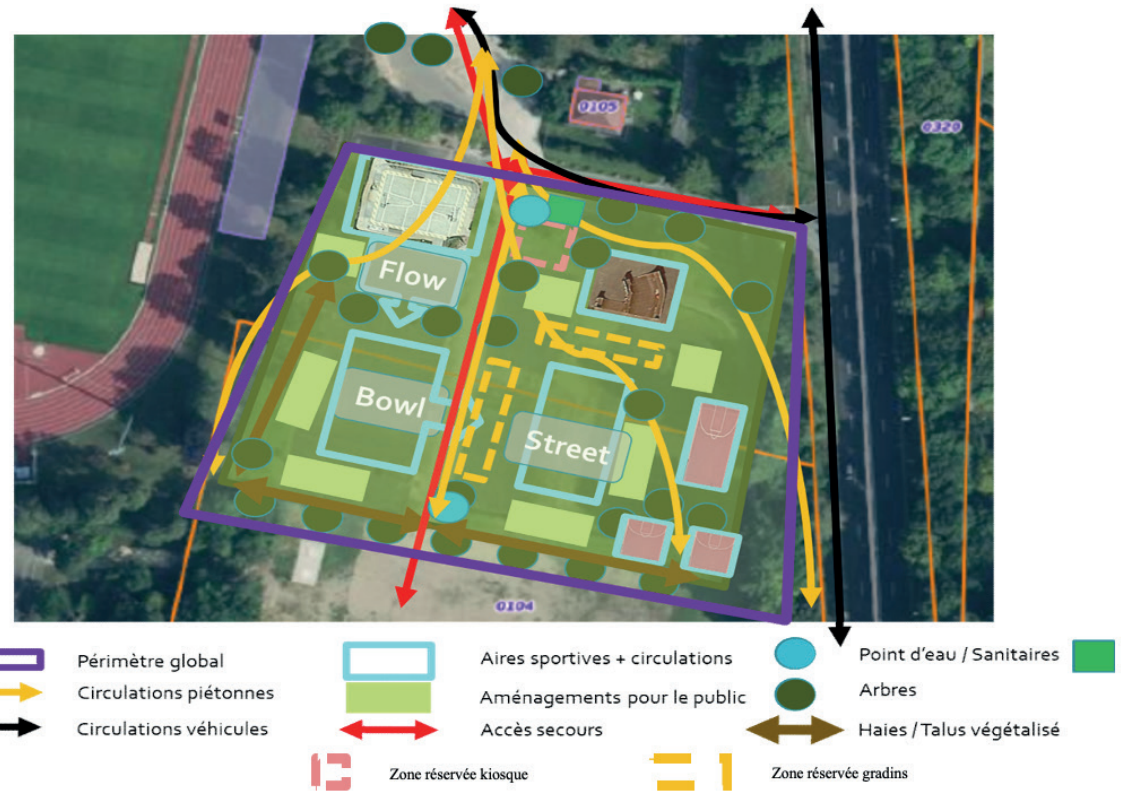 0105
0320
Flow
Bowl
Street
0104
Périmètre global
Aires sportives + circulations
Point d'eau / Sanitaires
Circulations piétonnes
Aménagements pour le public
Arbres
Circulations véhicules
Accès secours
Haies / Talus végétalisé
Zone réservée kiosque
Zone réservée gradins